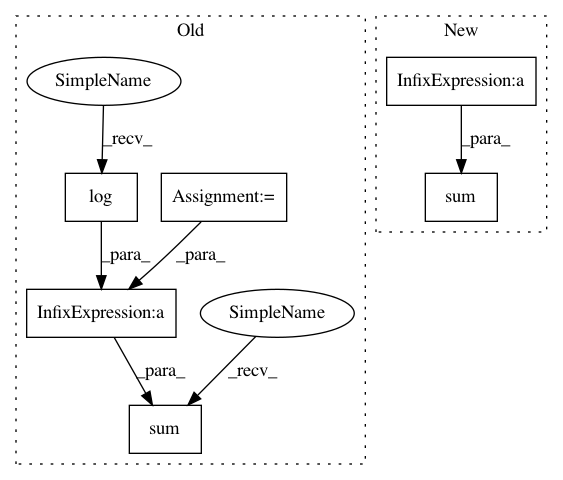 Old
New
SimpleName
InfixExpression:a
_recv_
_para_
log
Assignment:=
sum
_para_
_para_
InfixExpression:a
SimpleName
_para_
_recv_
sum